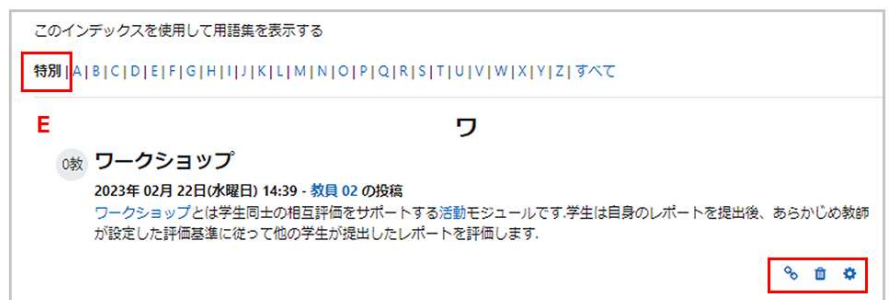 このインデックスを使用して用語集を表示する
特別 | A | B | C | D | E | F | G | H | I | J | K | L | M | N | O | P | Q | R | S | T | U | V | W | X | Y | Z | すべて
E
ワ
0教 ワークショップ
2023年 02月 22日(水曜日) 14:39 - 教員 02 の投稿
ワークショップとは学生同士の相互評価をサポートする活動モジュールです.学生は自身のレポートを提出後、あらかじめ教師
が設定した評価基準に従って他の学生が提出したレポートを評価します.